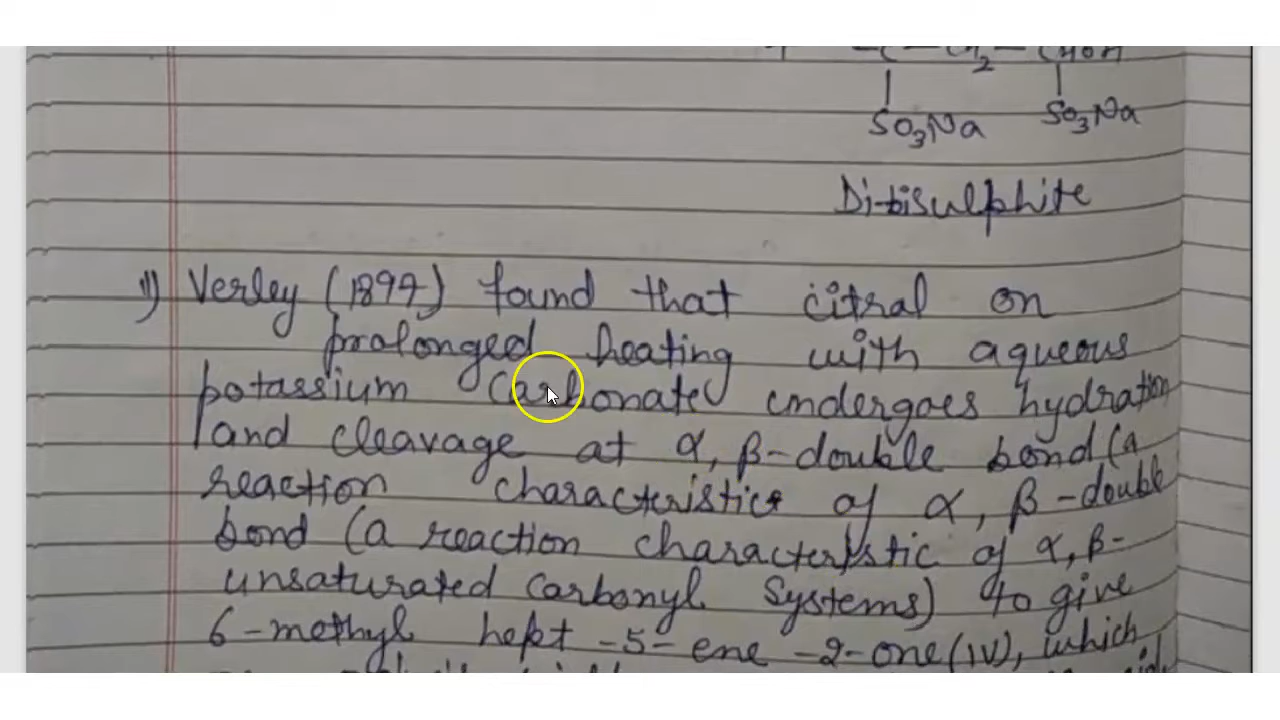 SO₃Na SO₃Na
Di-bisulphite
ii) Verley (1897) found that citral on
prolonged heating with aqueous
potassium Carbonate undergoes hydration
and cleavage at α, β-double bond (a
reaction characteristics of α, β-double
bond (a reaction characteristic of α, β-
unsaturated Carbonyl Systems) to give
6-methyl hept-5-ene-2-one (IV), which